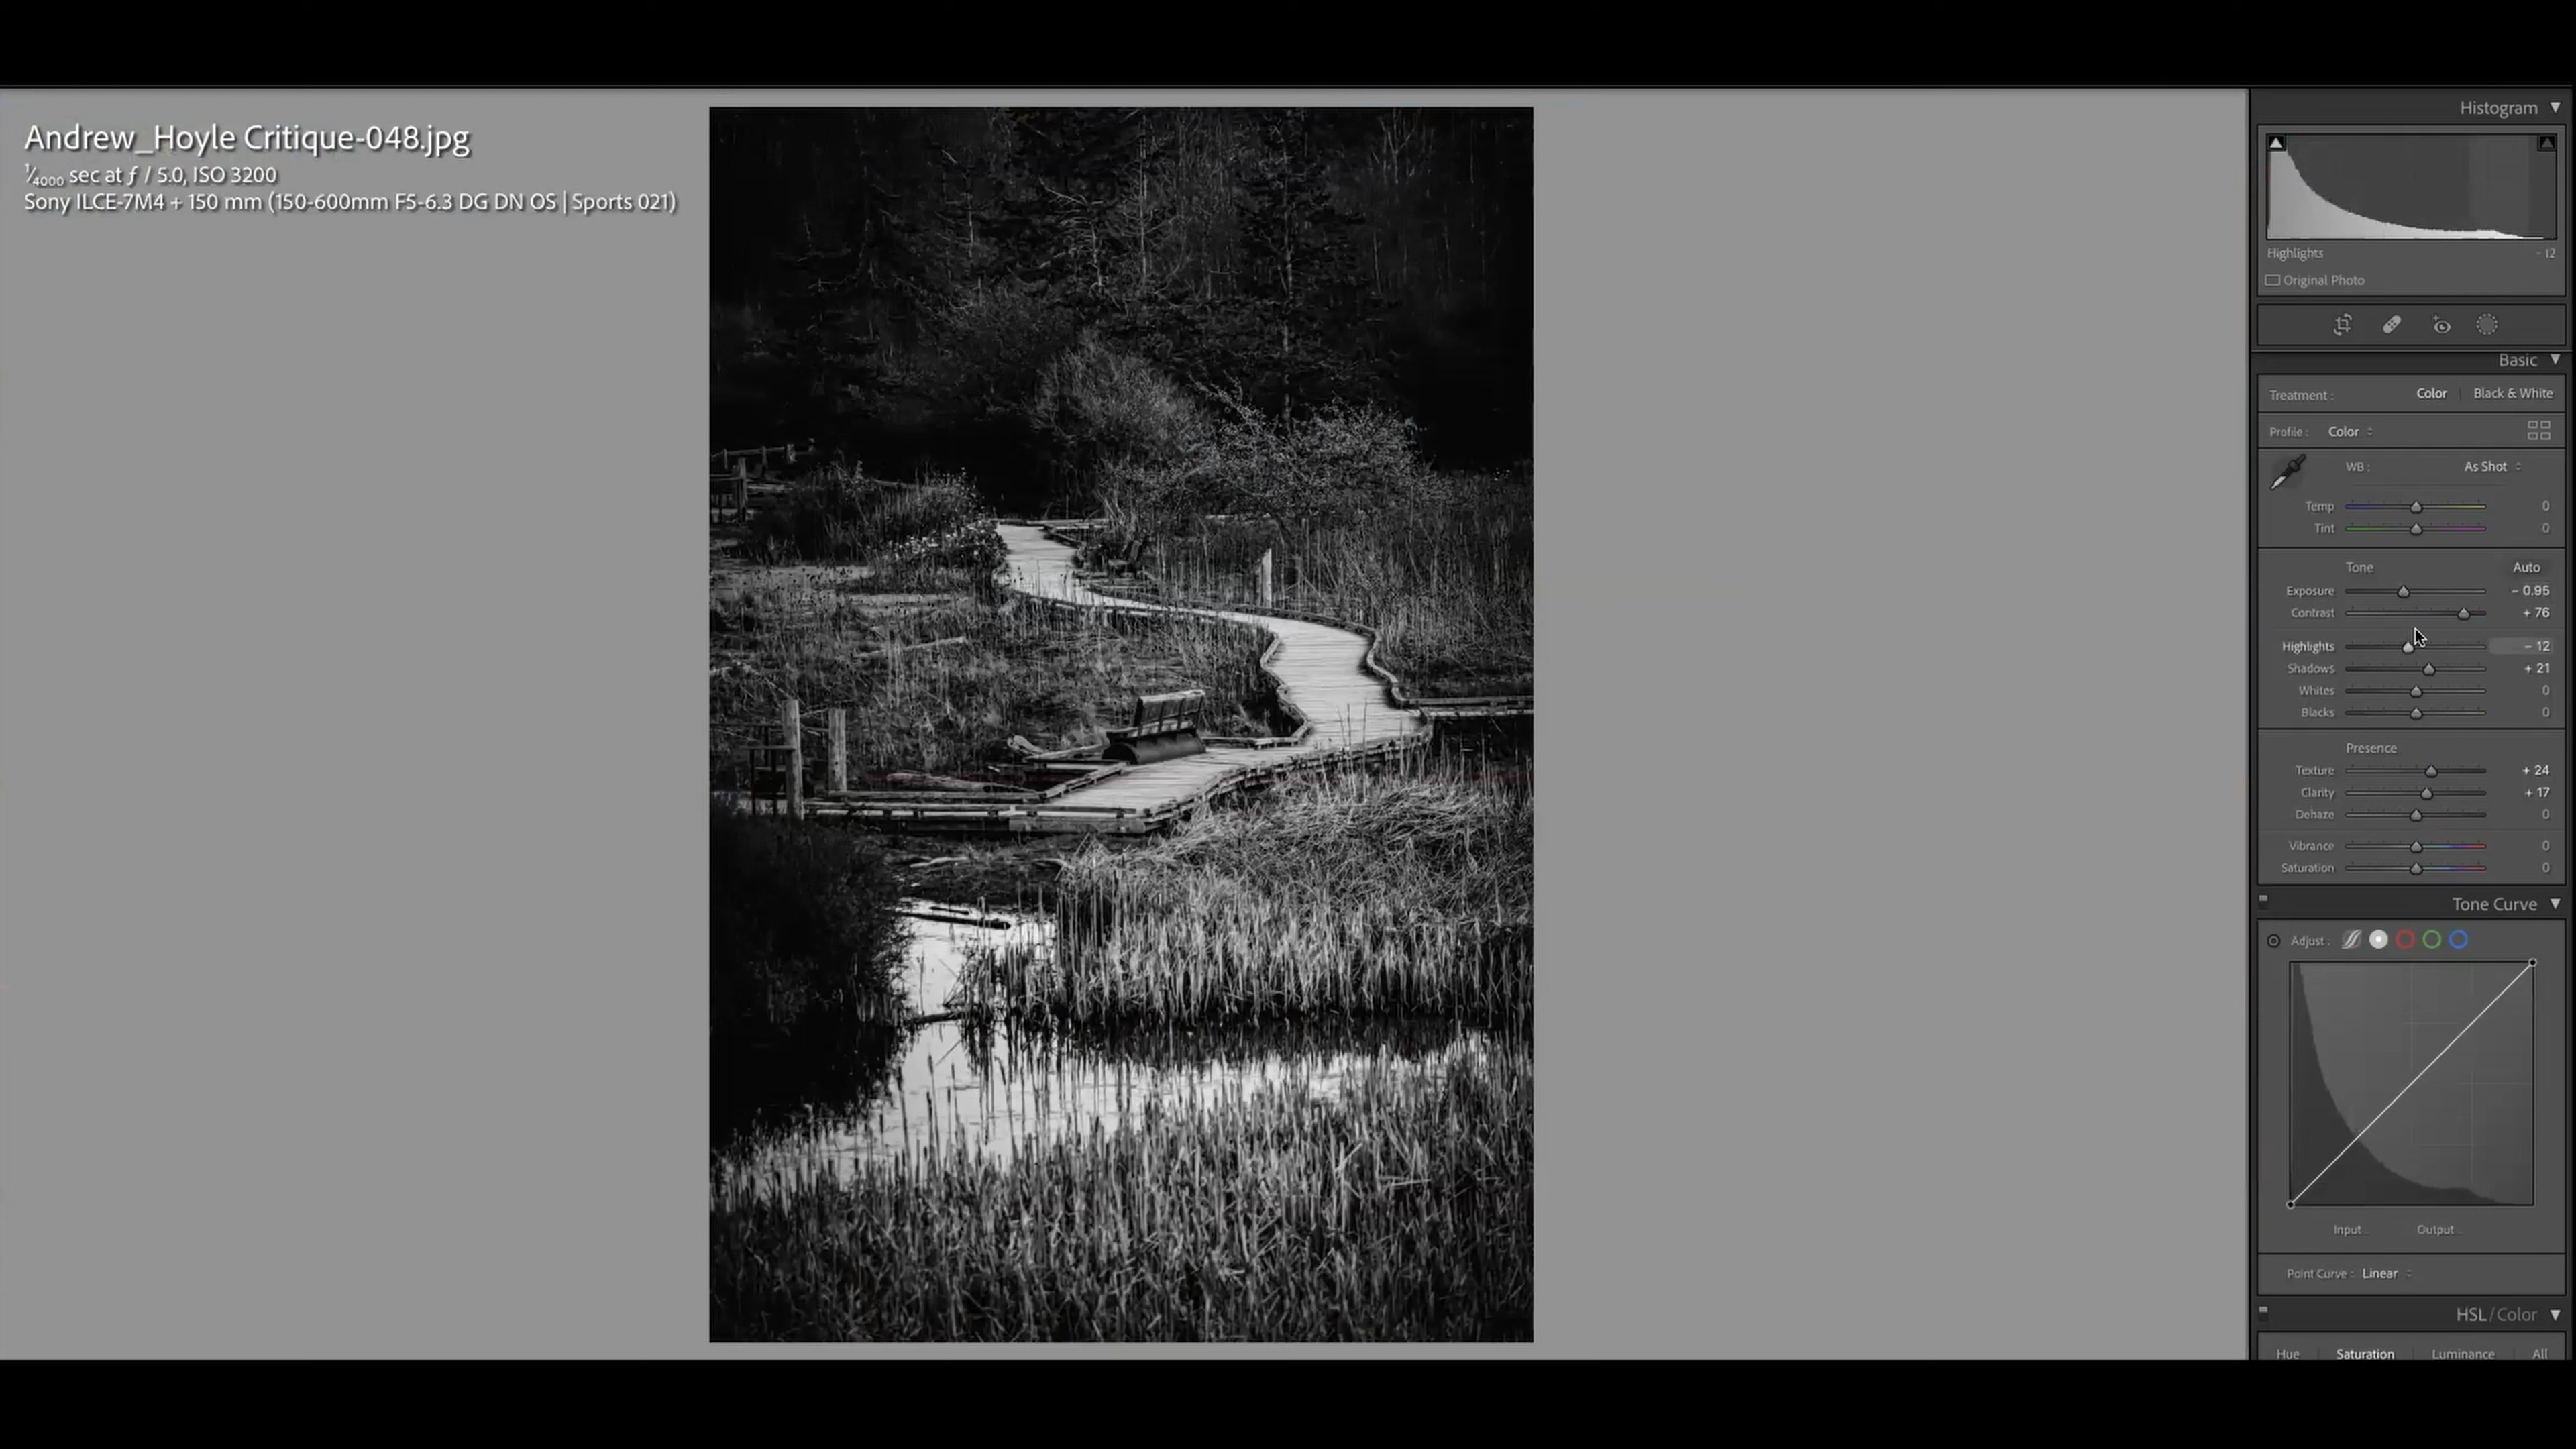 Andrew_Hoyle Critique-048.jpg
1/4000 sec at ƒ / 5.0, ISO 3200
Sony ILCE-7M4 + 150 mm (150-600mm F5-6.3 DG DN OS | Sports 021)
Histogram
Highlights - 12
Original Photo
Basic
Treatment : Color Black & White
Profile : Color
WB : As Shot
Temp 0
Tint 0
Tone Auto
Exposure - 0.95
Contrast + 76
Highlights - 12
Shadows + 21
Whites 0
Blacks 0
Presence
Texture + 24
Clarity + 17
Dehaze 0
Vibrance 0
Saturation 0
Tone Curve
Adjust :
Input : Output :
Point Curve : Linear
HSL / Color
Hue Saturation Luminance All